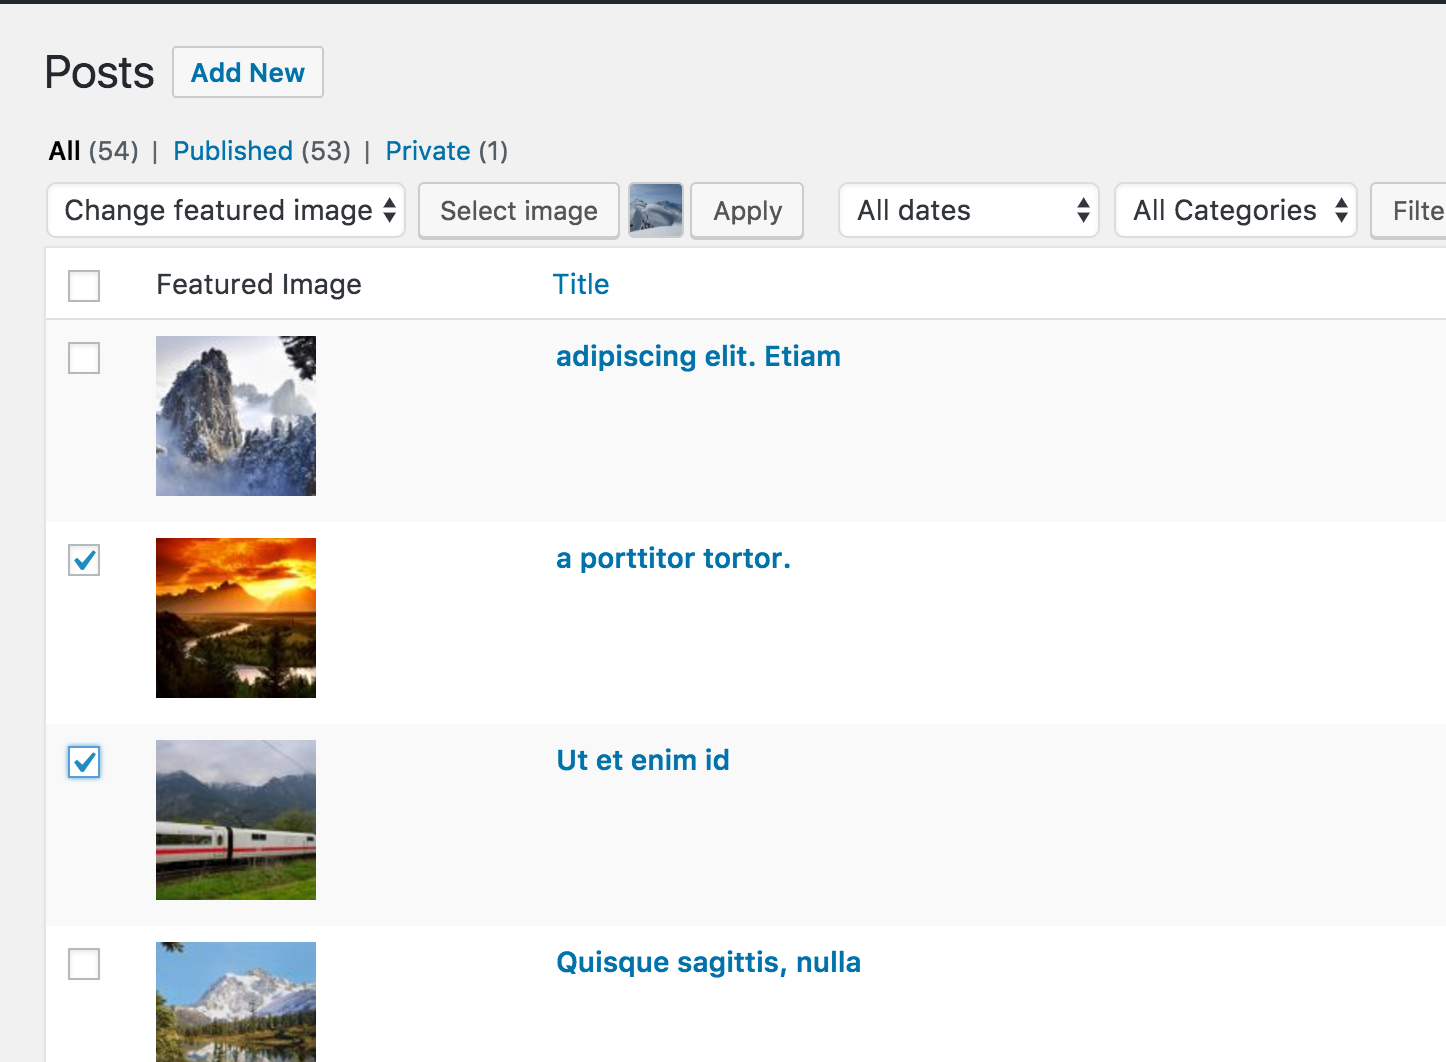 Posts Add New
All (54) | Published (53) | Private (1)
Change featured image Select image Apply All dates All Categories Filte
Featured Image Title
adipiscing elit. Etiam
a porttitor tortor.
Ut et enim id
Quisque sagittis, nulla